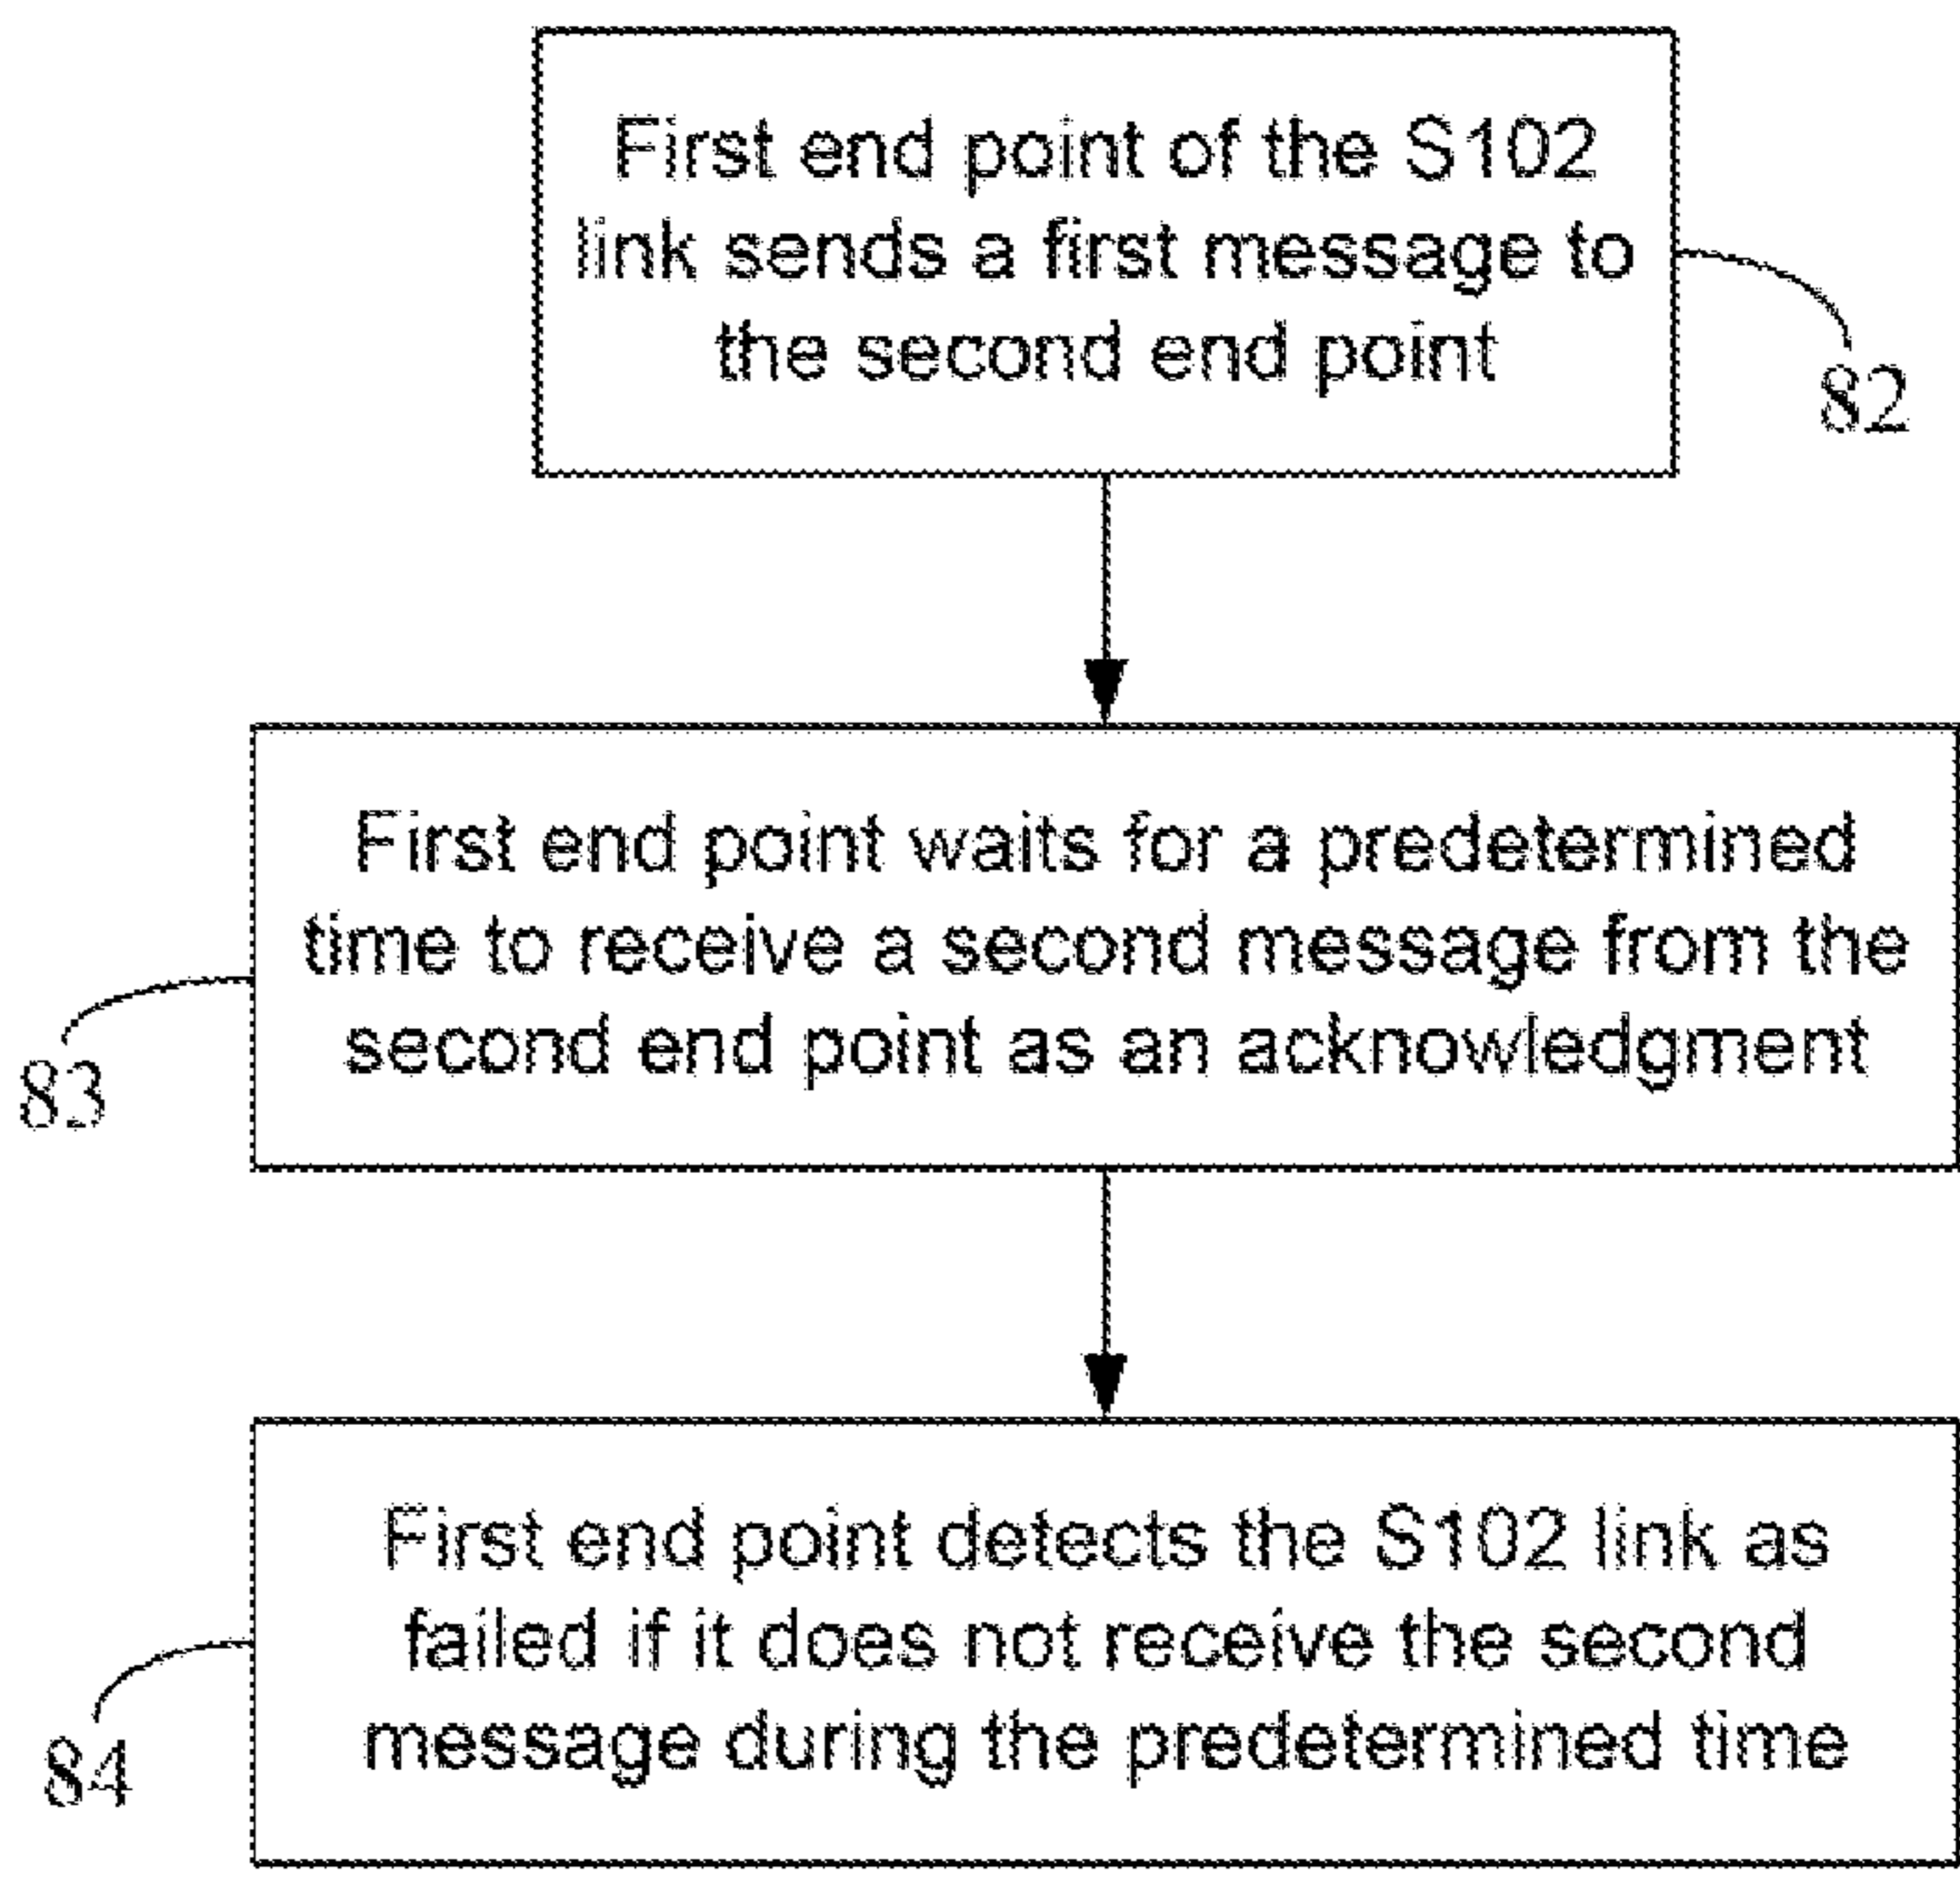 First end point of the S102
link sends a first message to
the second end point
82
First end point waits for a predetermined
time to receive a second message from the
second end point as an acknowledgment
83
First end point detects the S102 link as
failed if it does not receive the second
message during the predetermined time
84